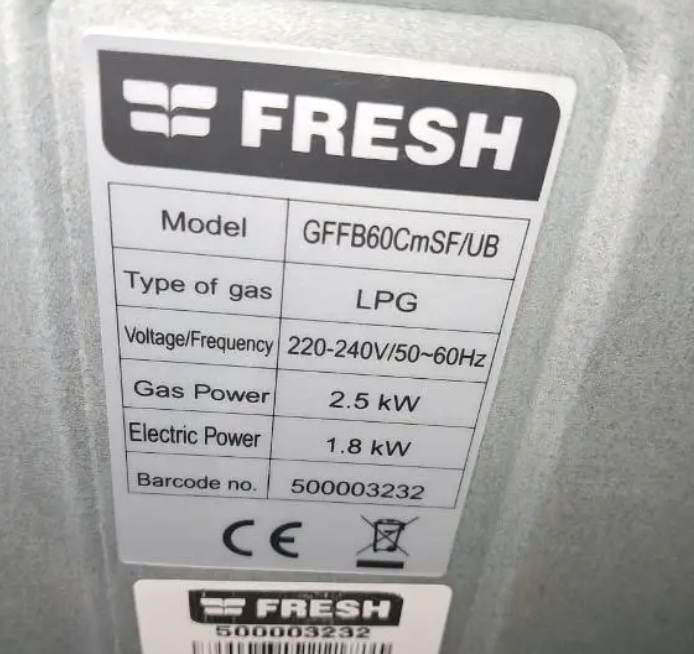 FRESH
Model GFFB60CmSF/UB
Type of gas LPG
Voltage/Frequency 220-240V/50~60Hz
Gas Power 2.5 kW
Electric Power 1.8 kW
Barcode no. 500003232
CE
FRESH
500003232